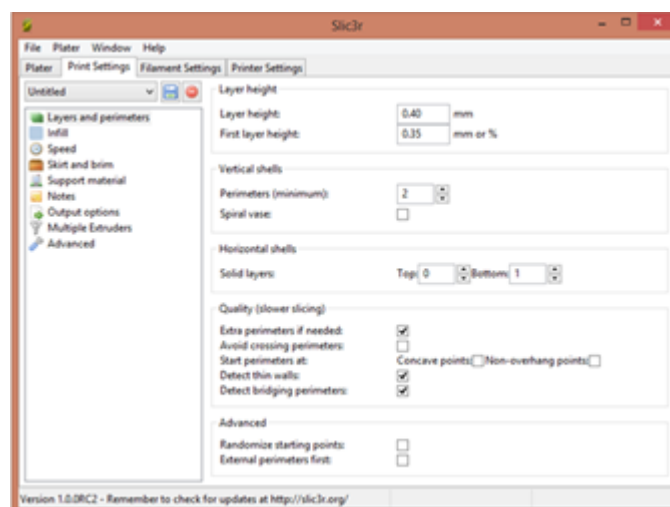 Slic3r
File Plater Window Help
Plater Print Settings Filament Settings Printer Settings
Untitled
Layers and perimeters
Infill
Speed
Skirt and brim
Support material
Notes
Output options
Multiple Extruders
Advanced
Layer height
Layer height: 0.40 mm
First layer height: 0.35 mm or %
Vertical shells
Perimeters (minimum): 2
Spiral vase:
Horizontal shells
Solid layers: Top: 0 Bottom: 1
Quality (slower slicing)
Extra perimeters if needed:
Avoid crossing perimeters:
Start perimeters at: Concave points: Non-overhang points:
Detect thin walls:
Detect bridging perimeters:
Advanced
Randomize starting points:
External perimeters first:
Version 1.0.0RC2 - Remember to check for updates at http://slic3r.org/